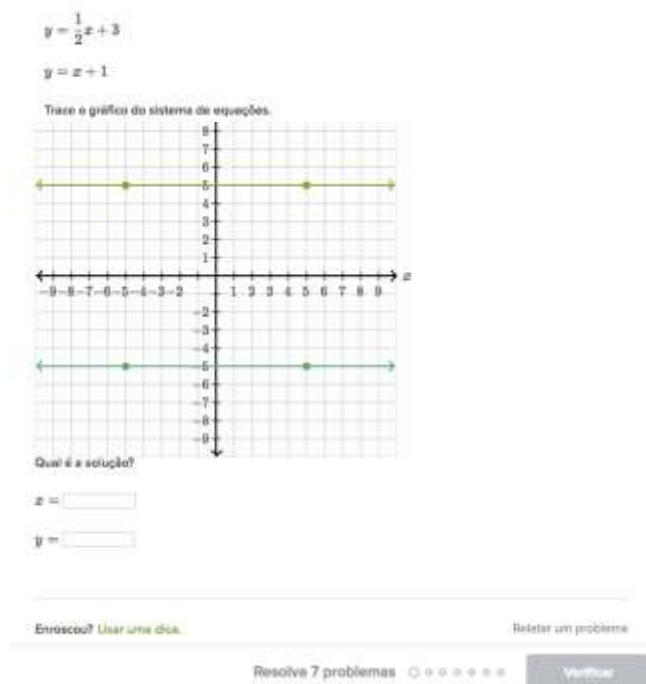 y = 1/2 x + 3
y = x + 1
Trace o gráfico do sistema de equações.
8
7
6
5
4
3
2
1
x
-9 -8 -7 -6 -5 -4 -3 -2 1 2 3 4 5 6 7 8 9
-2
-3
-4
-5
-6
-7
-8
-9
Qual é a solução?
x =
y =
Enroscou? Usar uma dica.
Relatar um problema
Resolva 7 problemas
Verificar